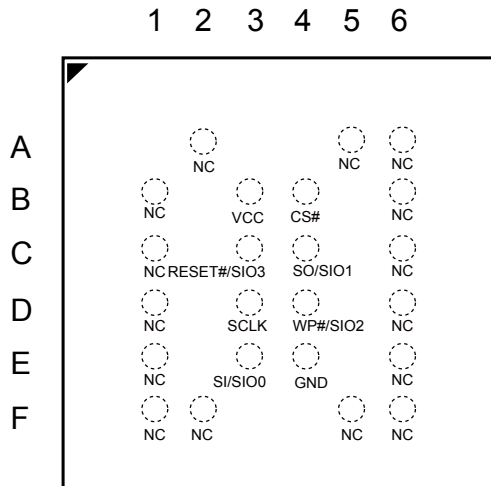 1 2 3 4 5 6
A
NC NC NC
B
NC VCC CS# NC
C
NC RESET#/SIO3 SO/SIO1 NC
D
NC SCLK WP#/SIO2 NC
E
NC SI/SIO0 GND NC
F
NC NC NC NC